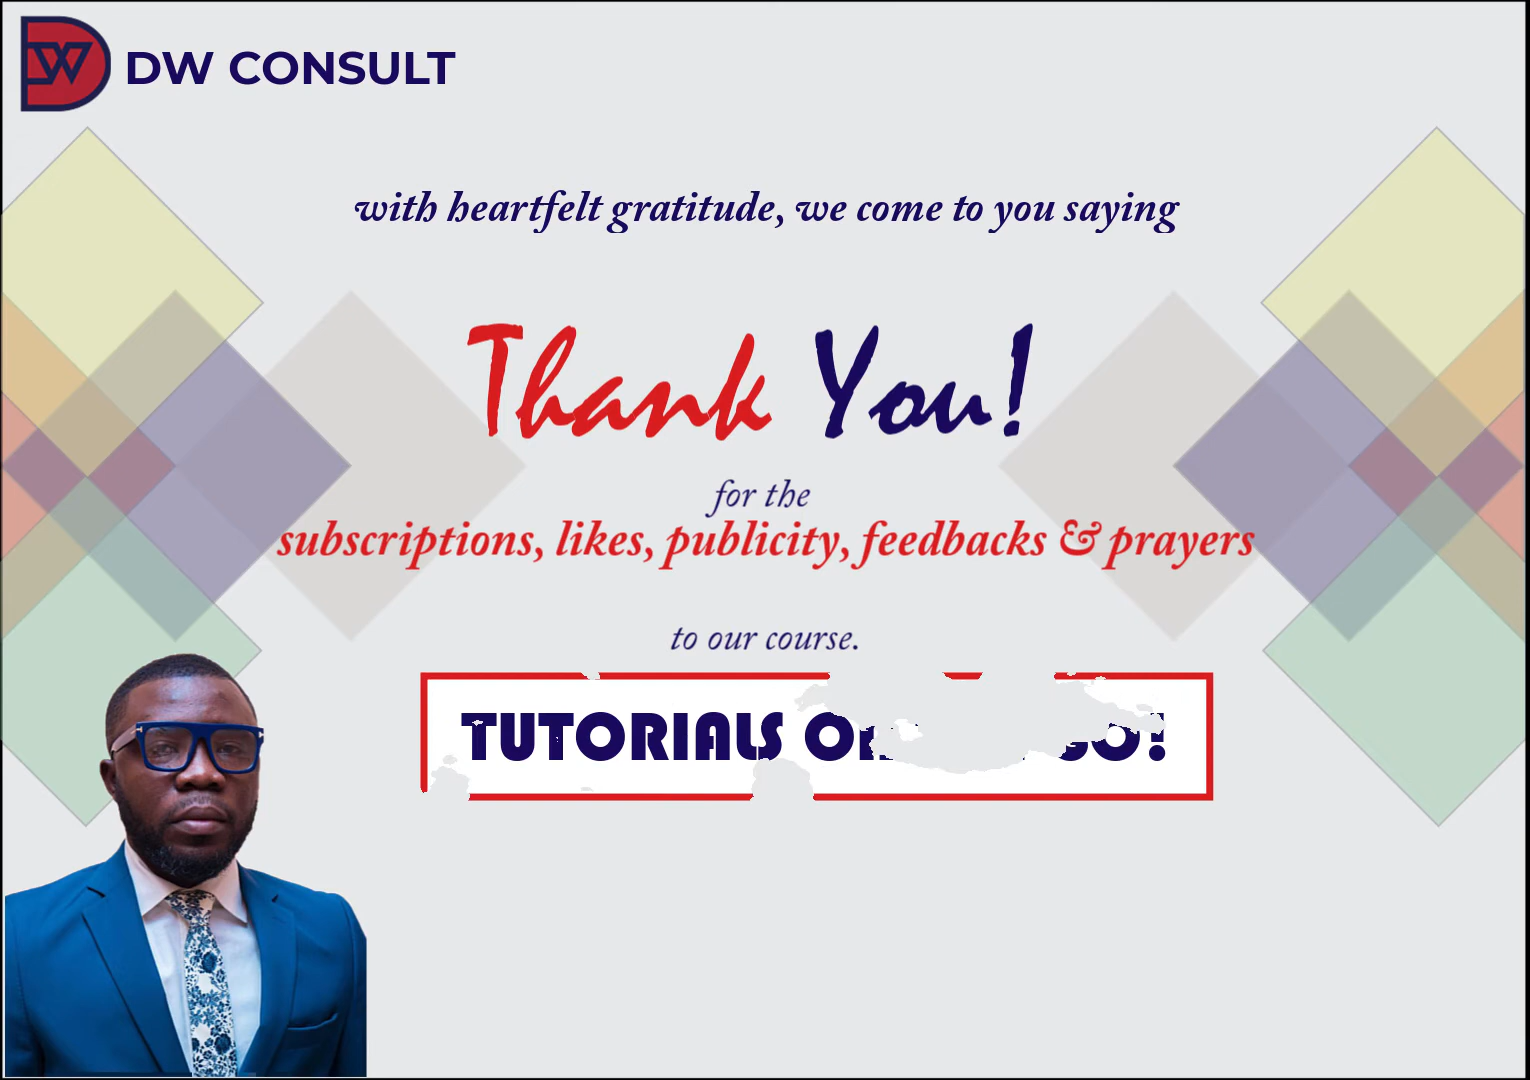 DW CONSULT
with heartfelt gratitude, we come to you saying
Thank You!
for the
subscriptions, likes, publicity, feedbacks & prayers
to our course.
TUTORIALS